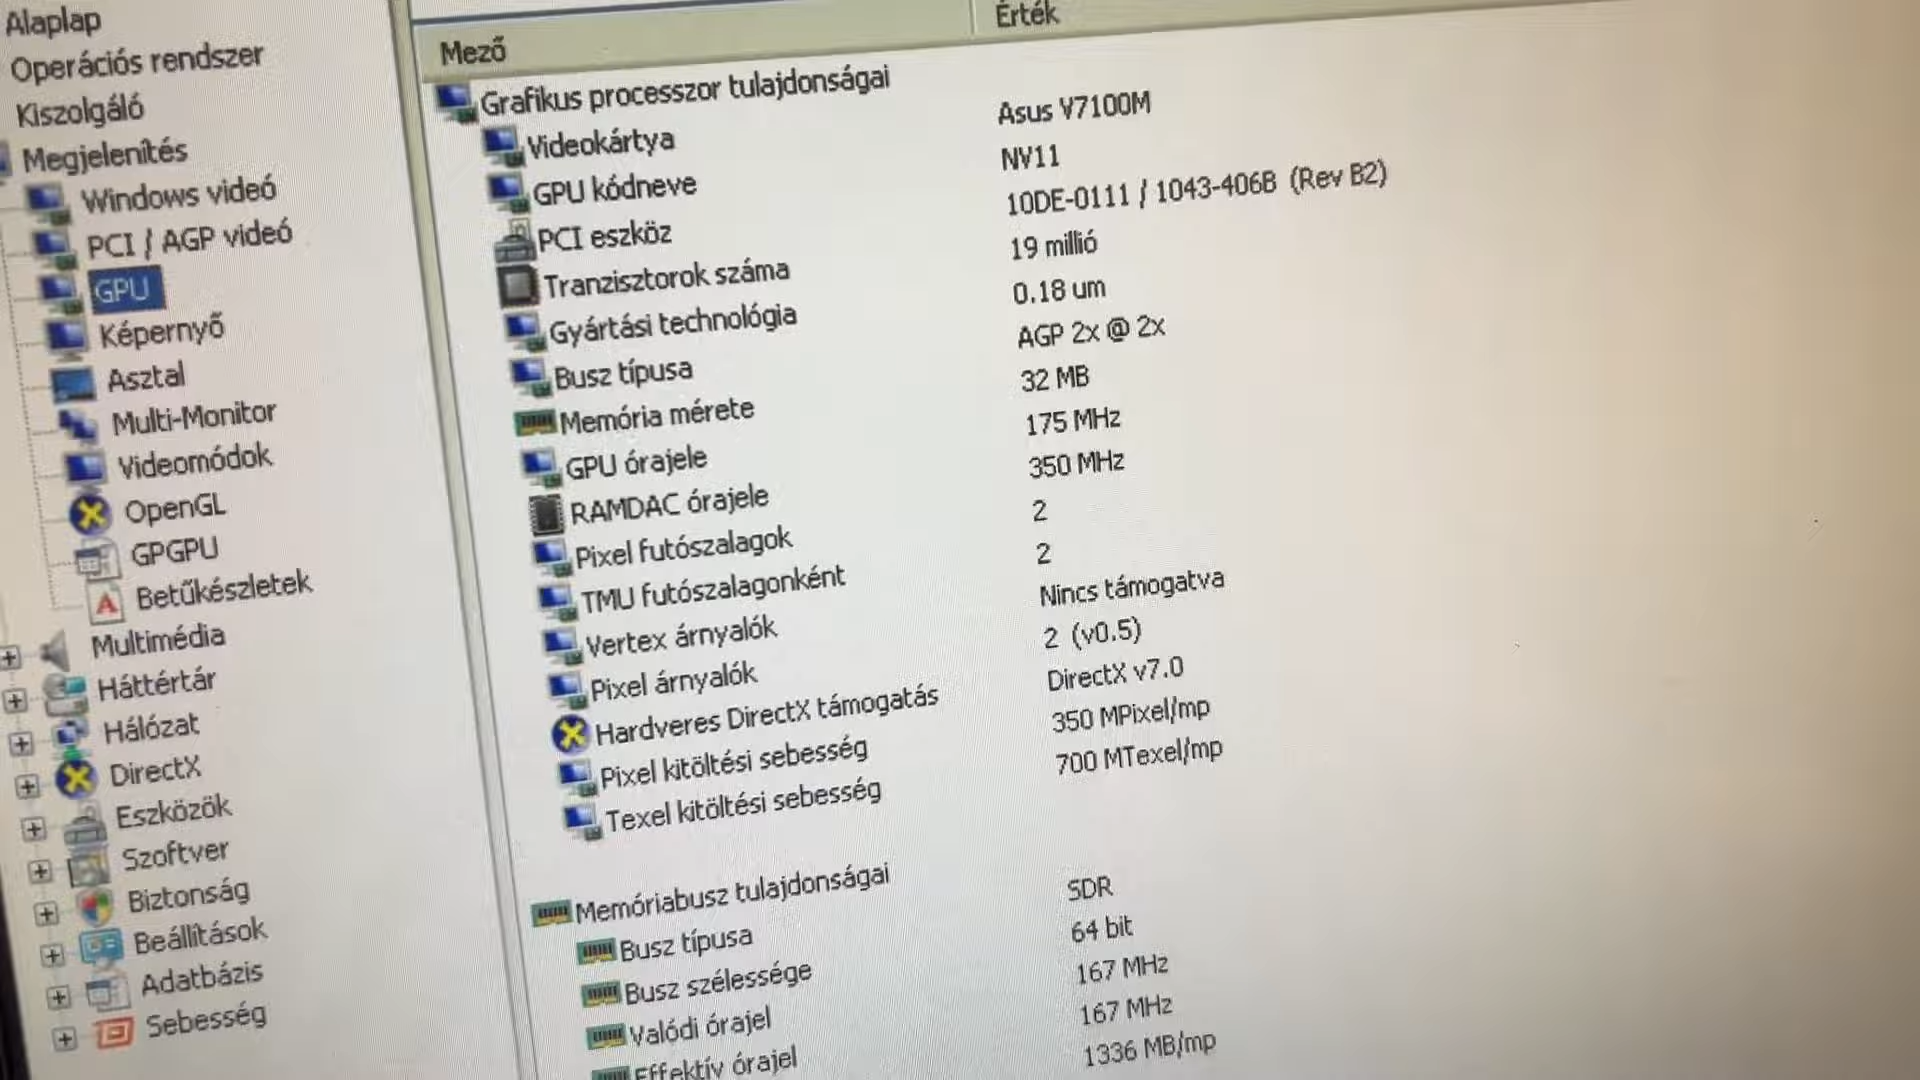 Alaplap
Operációs rendszer
Kiszolgáló
Megjelenítés
Windows videó
PCI / AGP videó
GPU
Képernyő
Asztal
Multi-Monitor
Videomódok
OpenGL
GPGPU
Betűkészletek
Multimédia
Háttértár
Hálózat
DirectX
Eszközök
Szoftver
Biztonság
Beállítások
Adatbázis
Sebesség
Mező Érték
Grafikus processzor tulajdonságai
Videokártya Asus V7100M
GPU kódneve NV11
PCI eszköz 10DE-0111 / 1043-406B (Rev B2)
Tranzisztorok száma 19 millió
Gyártási technológia 0.18 um
Busz típusa AGP 2x @ 2x
Memória mérete 32 MB
GPU órajele 175 MHz
RAMDAC órajele 350 MHz
Pixel futószalagok 2
TMU futószalagonként 2
Vertex árnyalók Nincs támogatva
Pixel árnyalók 2 (v0.5)
Hardveres DirectX támogatás DirectX v7.0
Pixel kitöltési sebesség 350 MPixel/mp
Texel kitöltési sebesség 700 MTexel/mp
Memóriabusz tulajdonságai
Busz típusa SDR
Busz szélessége 64 bit
Valódi órajel 167 MHz
Effektív órajel 167 MHz
1336 MB/mp